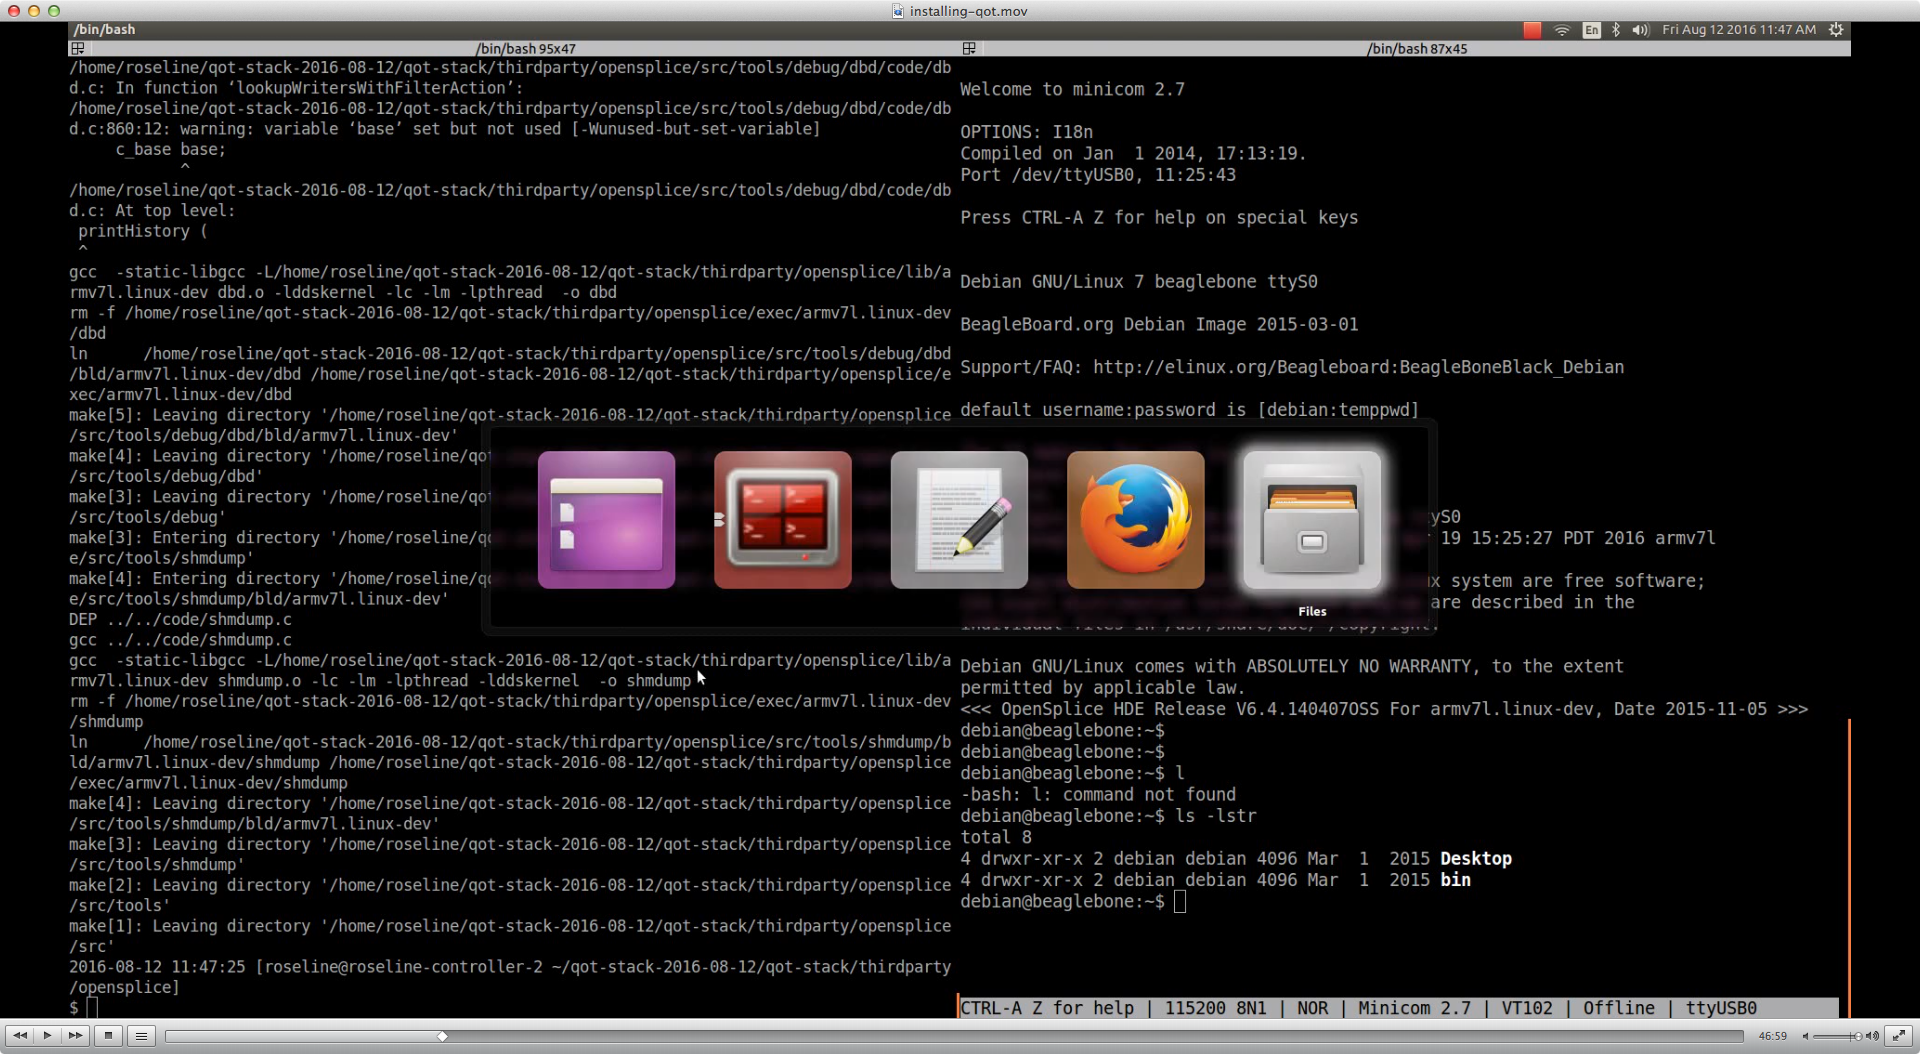 installing-qot.mov
/bin/bash
En
Fri Aug 12 2016 11:47 AM
/bin/bash 95x47
/home/roseline/qot-stack-2016-08-12/qot-stack/thirdparty/opensplice/src/tools/debug/dbd/code/db
d.c: In function ‘lookupWritersWithFilterAction’:
/home/roseline/qot-stack-2016-08-12/qot-stack/thirdparty/opensplice/src/tools/debug/dbd/code/db
d.c:860:12: warning: variable ‘base’ set but not used [-Wunused-but-set-variable]
c_base base;
^
/home/roseline/qot-stack-2016-08-12/qot-stack/thirdparty/opensplice/src/tools/debug/dbd/code/db
d.c: At top level:
printHistory (
^
gcc  -static-libgcc -L/home/roseline/qot-stack-2016-08-12/qot-stack/thirdparty/opensplice/lib/a
rmv7l.linux-dev dbd.o -lddskernel -lc -lm -lpthread  -o dbd
rm -f /home/roseline/qot-stack-2016-08-12/qot-stack/thirdparty/opensplice/exec/armv7l.linux-dev
/dbd
ln      /home/roseline/qot-stack-2016-08-12/qot-stack/thirdparty/opensplice/src/tools/debug/dbd
/bld/armv7l.linux-dev/dbd /home/roseline/qot-stack-2016-08-12/qot-stack/thirdparty/opensplice/e
xec/armv7l.linux-dev/dbd
make[5]: Leaving directory '/home/roseline/qot-stack-2016-08-12/qot-stack/thirdparty/opensplice
/src/tools/debug/dbd/bld/armv7l.linux-dev'
make[4]: Leaving directory '/home/roseline/qo
/src/tools/debug/dbd'
make[3]: Leaving directory '/home/roseline/qo
/src/tools/debug'
make[3]: Entering directory '/home/roseline/q
e/src/tools/shmdump'
make[4]: Entering directory '/home/roseline/q
e/src/tools/shmdump/bld/armv7l.linux-dev'
DEP ../../code/shmdump.c
gcc ../../code/shmdump.c
gcc  -static-libgcc -L/home/roseline/qot-stack-2016-08-12/qot-stack/thirdparty/opensplice/lib/a
rmv7l.linux-dev shmdump.o -lc -lm -lpthread -lddskernel  -o shmdump
rm -f /home/roseline/qot-stack-2016-08-12/qot-stack/thirdparty/opensplice/exec/armv7l.linux-dev
/shmdump
ln      /home/roseline/qot-stack-2016-08-12/qot-stack/thirdparty/opensplice/src/tools/shmdump/b
ld/armv7l.linux-dev/shmdump /home/roseline/qot-stack-2016-08-12/qot-stack/thirdparty/opensplice
/exec/armv7l.linux-dev/shmdump
make[4]: Leaving directory '/home/roseline/qot-stack-2016-08-12/qot-stack/thirdparty/opensplice
/src/tools/shmdump/bld/armv7l.linux-dev'
make[3]: Leaving directory '/home/roseline/qot-stack-2016-08-12/qot-stack/thirdparty/opensplice
/src/tools/shmdump'
make[2]: Leaving directory '/home/roseline/qot-stack-2016-08-12/qot-stack/thirdparty/opensplice
/src/tools'
make[1]: Leaving directory '/home/roseline/qot-stack-2016-08-12/qot-stack/thirdparty/opensplice
/src'
2016-08-12 11:47:25 [roseline@roseline-controller-2 ~/qot-stack-2016-08-12/qot-stack/thirdparty
/opensplice]
$
/bin/bash 87x45
Welcome to minicom 2.7
OPTIONS: I18n
Compiled on Jan  1 2014, 17:13:19.
Port /dev/ttyUSB0, 11:25:43
Press CTRL-A Z for help on special keys
Debian GNU/Linux 7 beaglebone ttyS0
BeagleBoard.org Debian Image 2015-03-01
Support/FAQ: http://elinux.org/Beagleboard:BeagleBoneBlack_Debian
default username:password is [debian:temppwd]
yS0
19 15:25:27 PDT 2016 armv7l
x system are free software;
are described in the
Files
Debian GNU/Linux comes with ABSOLUTELY NO WARRANTY, to the extent
permitted by applicable law.
<<< OpenSplice HDE Release V6.4.140407OSS For armv7l.linux-dev, Date 2015-11-05 >>>
debian@beaglebone:~$
debian@beaglebone:~$
debian@beaglebone:~$ l
-bash: l: command not found
debian@beaglebone:~$ ls -lstr
total 8
4 drwxr-xr-x 2 debian debian 4096 Mar  1  2015 Desktop
4 drwxr-xr-x 2 debian debian 4096 Mar  1  2015 bin
debian@beaglebone:~$
CTRL-A Z for help | 115200 8N1 | NOR | Minicom 2.7 | VT102 | Offline | ttyUSB0
46:59